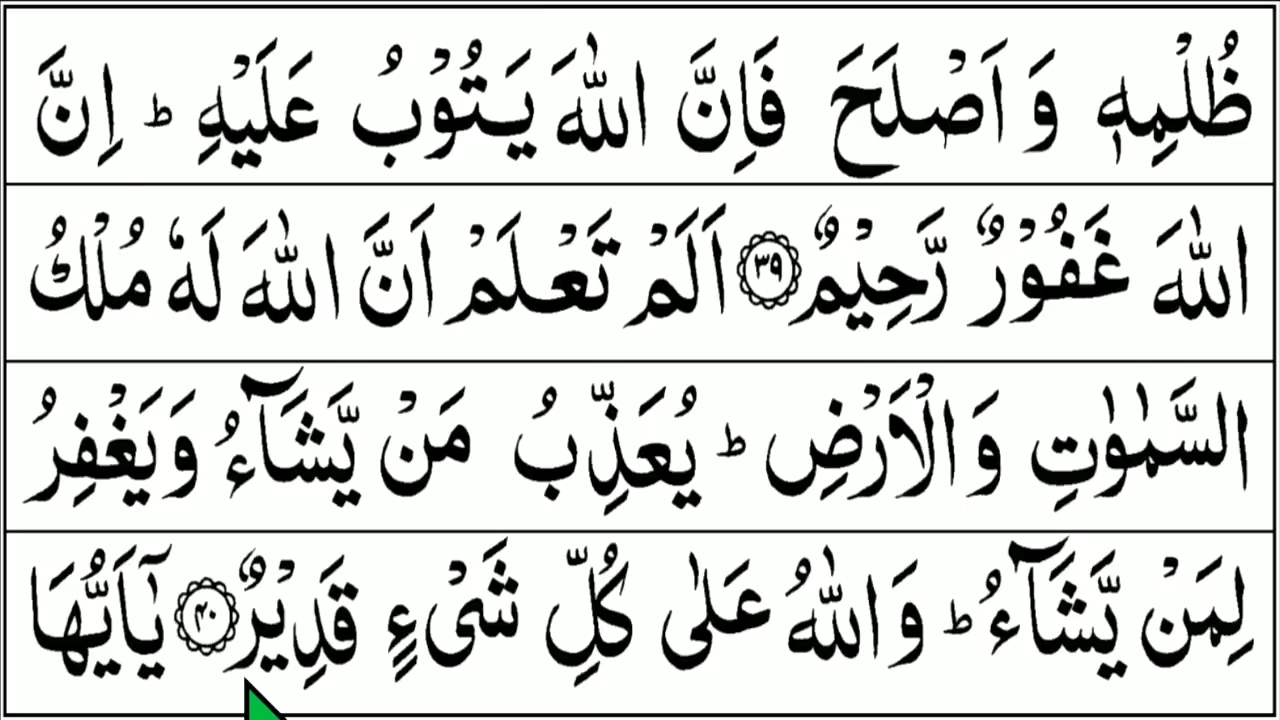 ظُلْمِهٖ وَ اَصْلَحَ فَاِنَّ اللّٰهَ يَتُوْبُ عَلَيْهِ ؕ اِنَّ
اللّٰهَ غَفُوْرٌ رَّحِيْمٌ ۝۳۹ اَلَمْ تَعْلَمْ اَنَّ اللّٰهَ لَهٗ مُلْكُ
السَّمٰوٰتِ وَ الْاَرْضِ ؕ يُعَذِّبُ مَنْ يَّشَآءُ وَيَغْفِرُ
لِمَنْ يَّشَآءُ ؕ وَ اللّٰهُ عَلٰى كُلِّ شَىْءٍ قَدِيْرٌ ۝۴۰ يٰۤاَيُّهَا